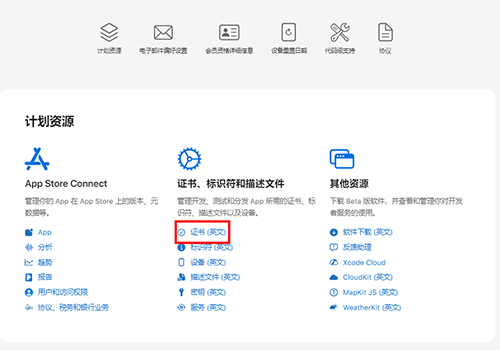 计划资源
电子邮件偏好设置
会员资格详细信息
设备重置日期
代码级支持
协议
计划资源
App Store Connect
管理你的 App 在 App Store 上的版本、元
数据等。
App
分析
趋势
报告
用户和访问权限
协议、税务和银行业务
证书、标识符和描述文件
管理开发、测试和分发 App 所需的证书、标
识符、描述文件以及设备。
证书 (英文)
标识符 (英文)
设备 (英文)
描述文件 (英文)
密钥 (英文)
服务 (英文)
其他资源
下载 Beta 版软件，并查看和管理你对开发
者服务的使用。
软件下载 (英文)
反馈助理
Xcode Cloud
CloudKit (英文)
MapKit JS (英文)
WeatherKit (英文)